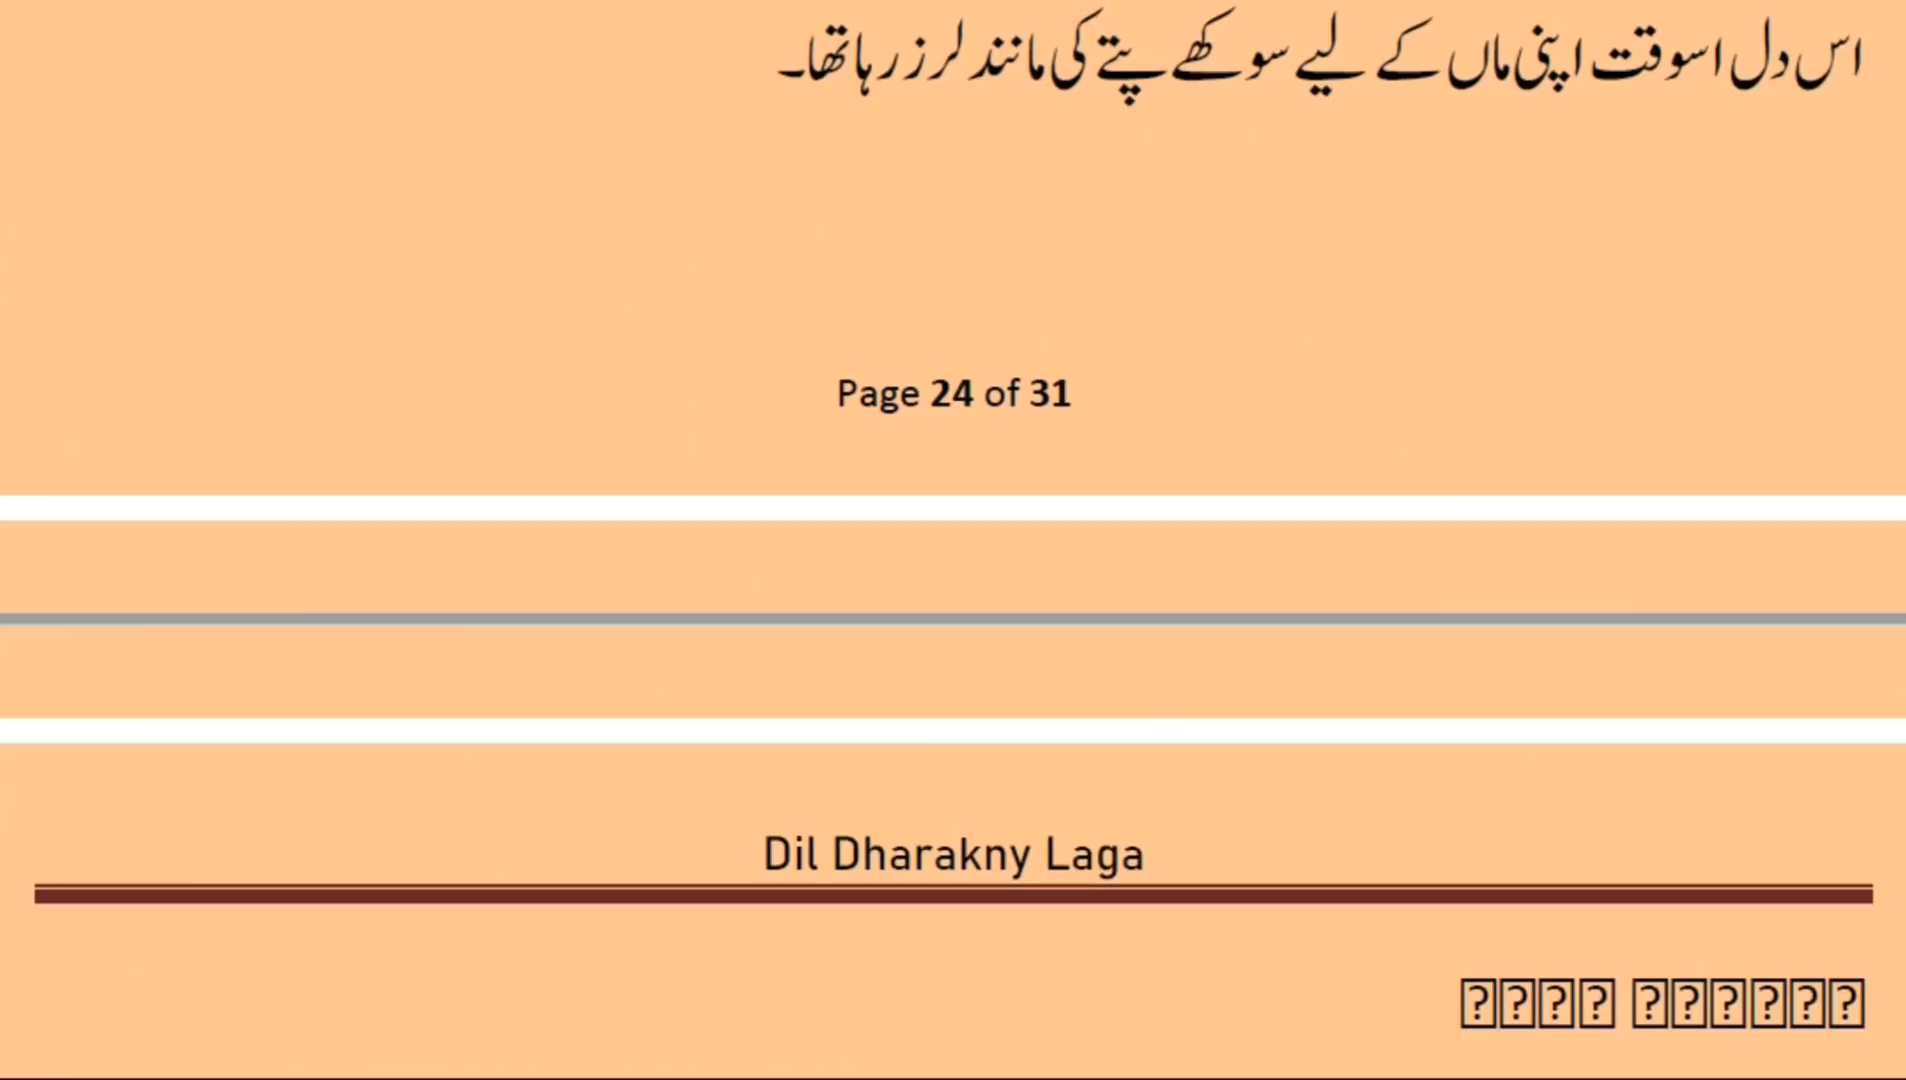 اس دل اسوقت اپنی ماں کے لیے سوکھے پتے کی مانند لرز رہا تھا۔
Page 24 of 31
Dil Dharakny Laga